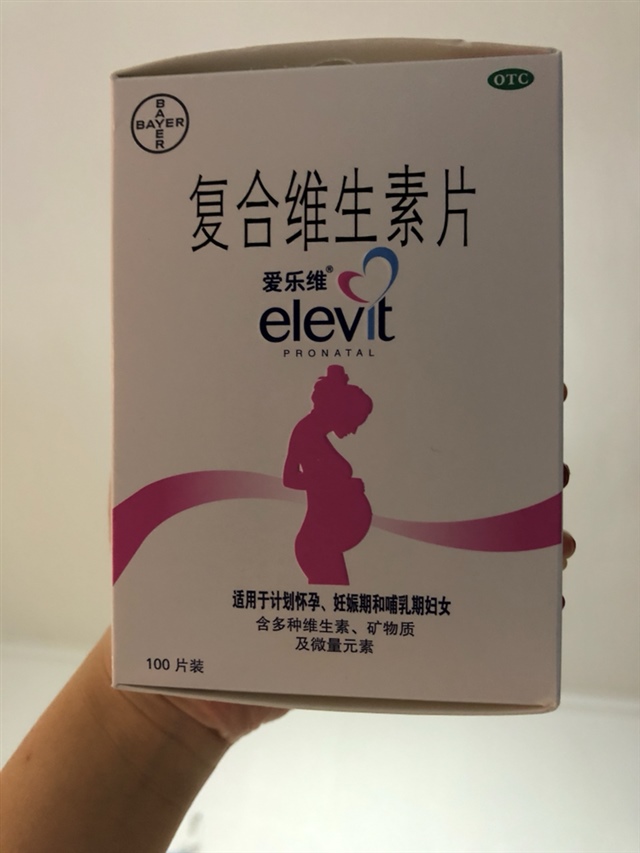 BAYER
BAYER
OTC
复合维生素片
爱乐维®
elevit
PRONATAL
适用于计划怀孕、妊娠期和哺乳期妇女
含多种维生素、矿物质
及微量元素
100 片装